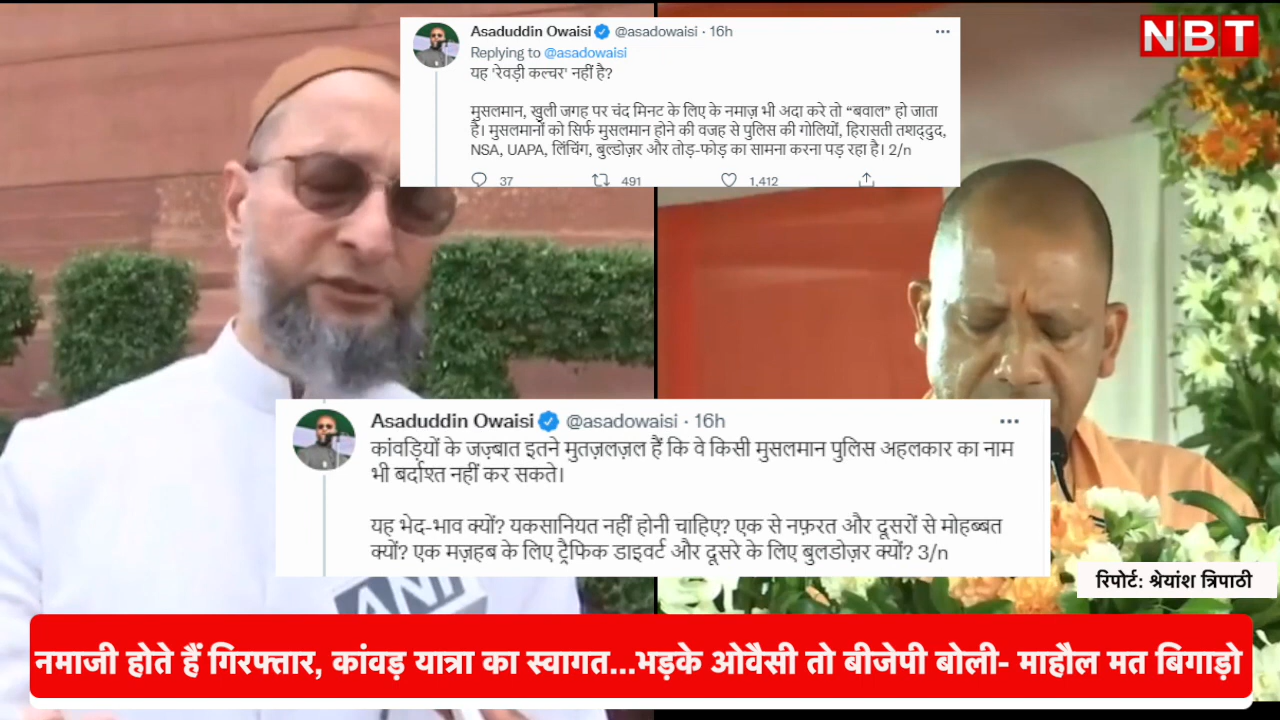 Asaduddin Owaisi @asadowaisi · 16h
Replying to @asadowaisi
यह 'रेवड़ी कल्चर' नहीं है?
मुसलमान, खुली जगह पर चंद मिनट के लिए के नमाज़ भी अदा करे तो “बवाल” हो जाता
है। मुसलमानों को सिर्फ मुसलमान होने की वजह से पुलिस की गोलियों, हिरासती तशद्दुद,
NSA, UAPA, लिंचिंग, बुल्डोज़र और तोड़-फोड़ का सामना करना पड़ रहा है। 2/n
37 491 1,412
NBT
Asaduddin Owaisi @asadowaisi · 16h
कांवड़ियों के जज़्बात इतने मुतज़लज़ल हैं कि वे किसी मुसलमान पुलिस अहलकार का नाम
भी बर्दाश्त नहीं कर सकते।
यह भेद-भाव क्यों? यकसानियत नहीं होनी चाहिए? एक से नफ़रत और दूसरों से मोहब्बत
क्यों? एक मज़हब के लिए ट्रैफिक डाइवर्ट और दूसरे के लिए बुलडोज़र क्यों? 3/n
ANI
रिपोर्ट: श्रेयांश त्रिपाठी
नमाजी होते हैं गिरफ्तार, कांवड़ यात्रा का स्वागत...भड़के ओवैसी तो बीजेपी बोली- माहौल मत बिगाड़ो